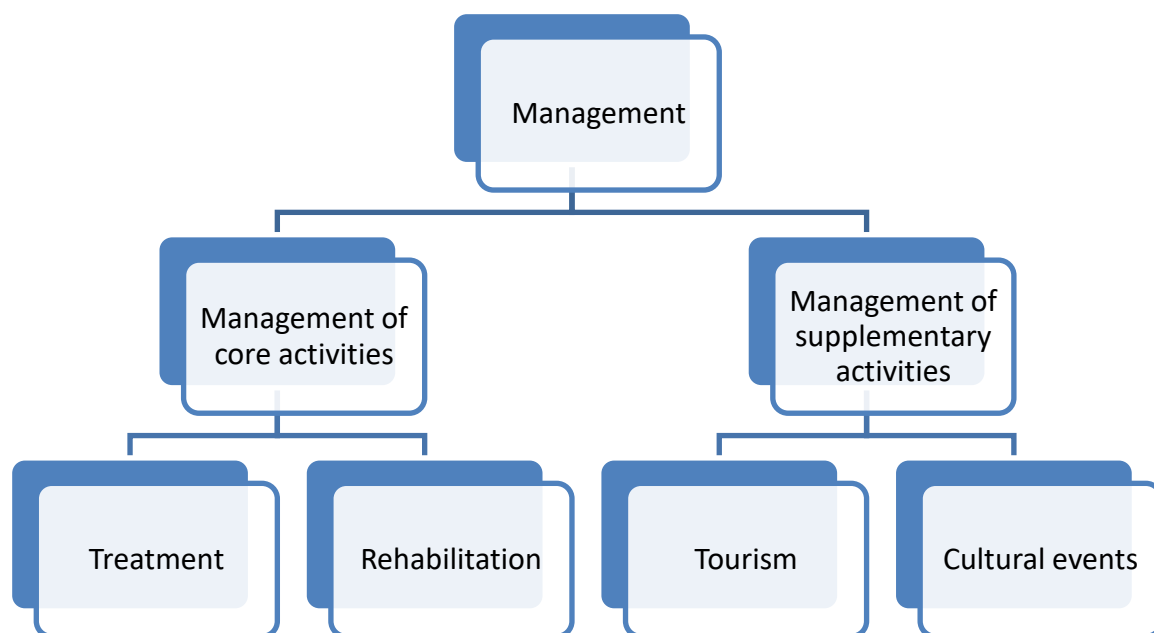 Management
Management of
core activities
Management of
supplementary
activities
Treatment
Rehabilitation
Tourism
Cultural events